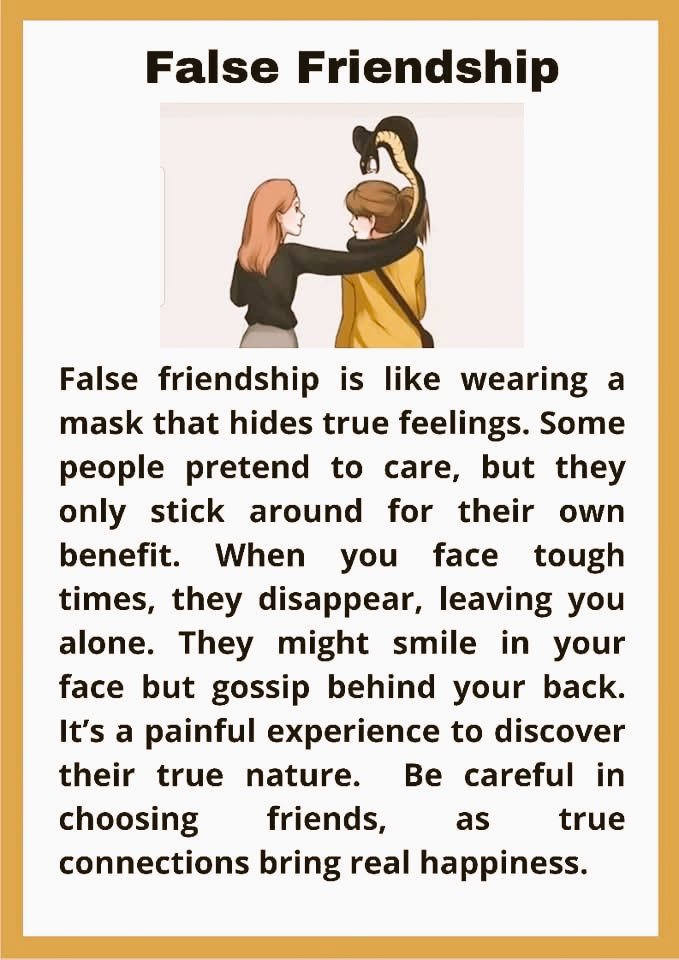 False Friendship
False friendship is like wearing a
mask that hides true feelings. Some
people pretend to care, but they
only stick around for their own
benefit. When you face tough
times, they disappear, leaving you
alone. They might smile in your
face but gossip behind your back.
It’s a painful experience to discover
their true nature.  Be careful in
choosing friends, as true
connections bring real happiness.